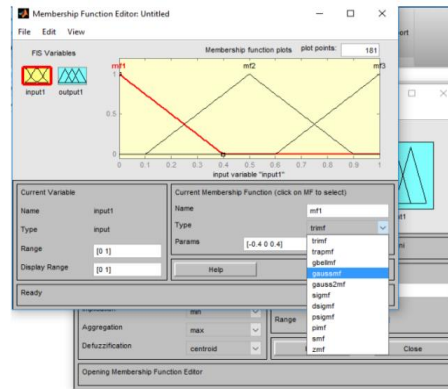 Membership Function Editor: Untitled
File Edit View
FIS Variables
Membership function plots plot points: 181
input1 output1
mf1 mf2 mf3
1
0.5
0
0 0.1 0.2 0.3 0.4 0.5 0.6 0.7 0.8 0.9 1
input variable "input1"
Current Variable
Name input1
Type input
Range [0 1]
Display Range [0 1]
Current Membership Function (click on MF to select)
Name mf1
Type trimf
Params [-0.4 0 0.4]
trimf
trapmf
gbellmf
gaussmf
gauss2mf
sigmf
dsigmf
psigmf
pimf
smf
zmf
Help
Ready
min
Aggregation max
Defuzzification centroid
Range
Close
Opening Membership Function Editor